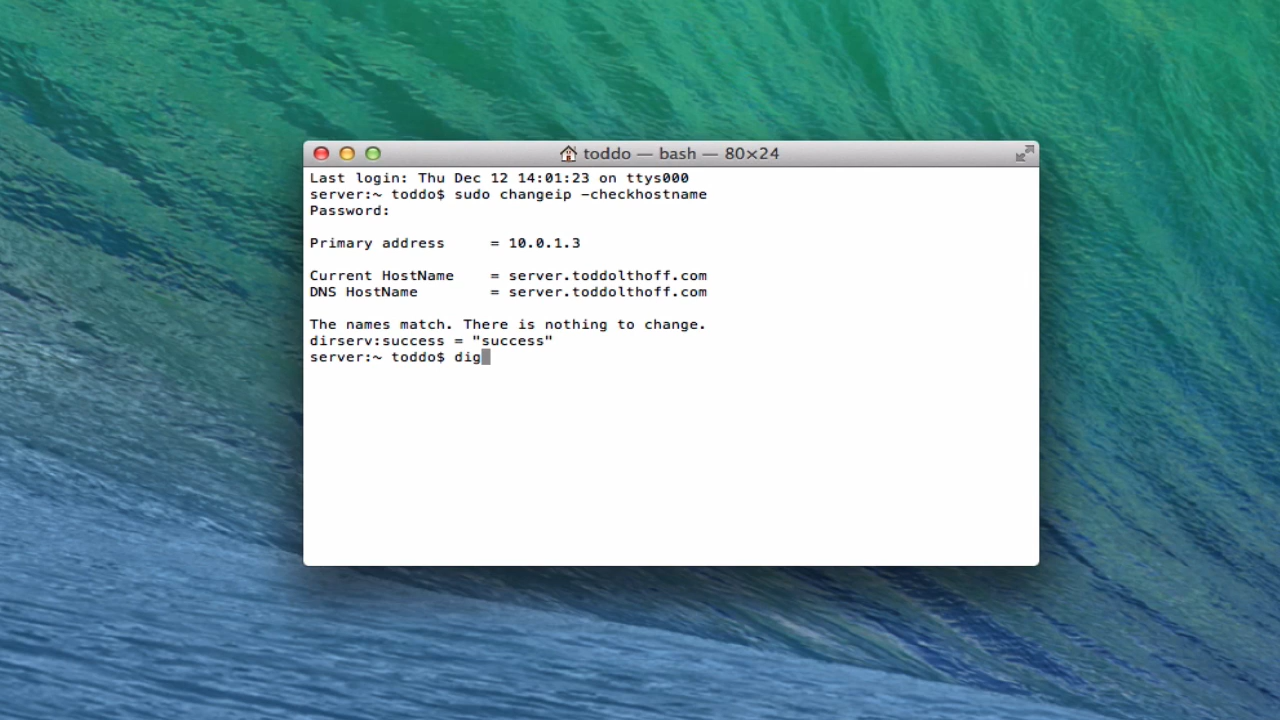 toddo — bash — 80×24
Last login: Thu Dec 12 14:01:23 on ttys000
server:~ toddo$ sudo changeip -checkhostname
Password:
Primary address     = 10.0.1.3
Current HostName    = server.toddolthoff.com
DNS HostName        = server.toddolthoff.com
The names match. There is nothing to change.
dirserv:success = "success"
server:~ toddo$ dig